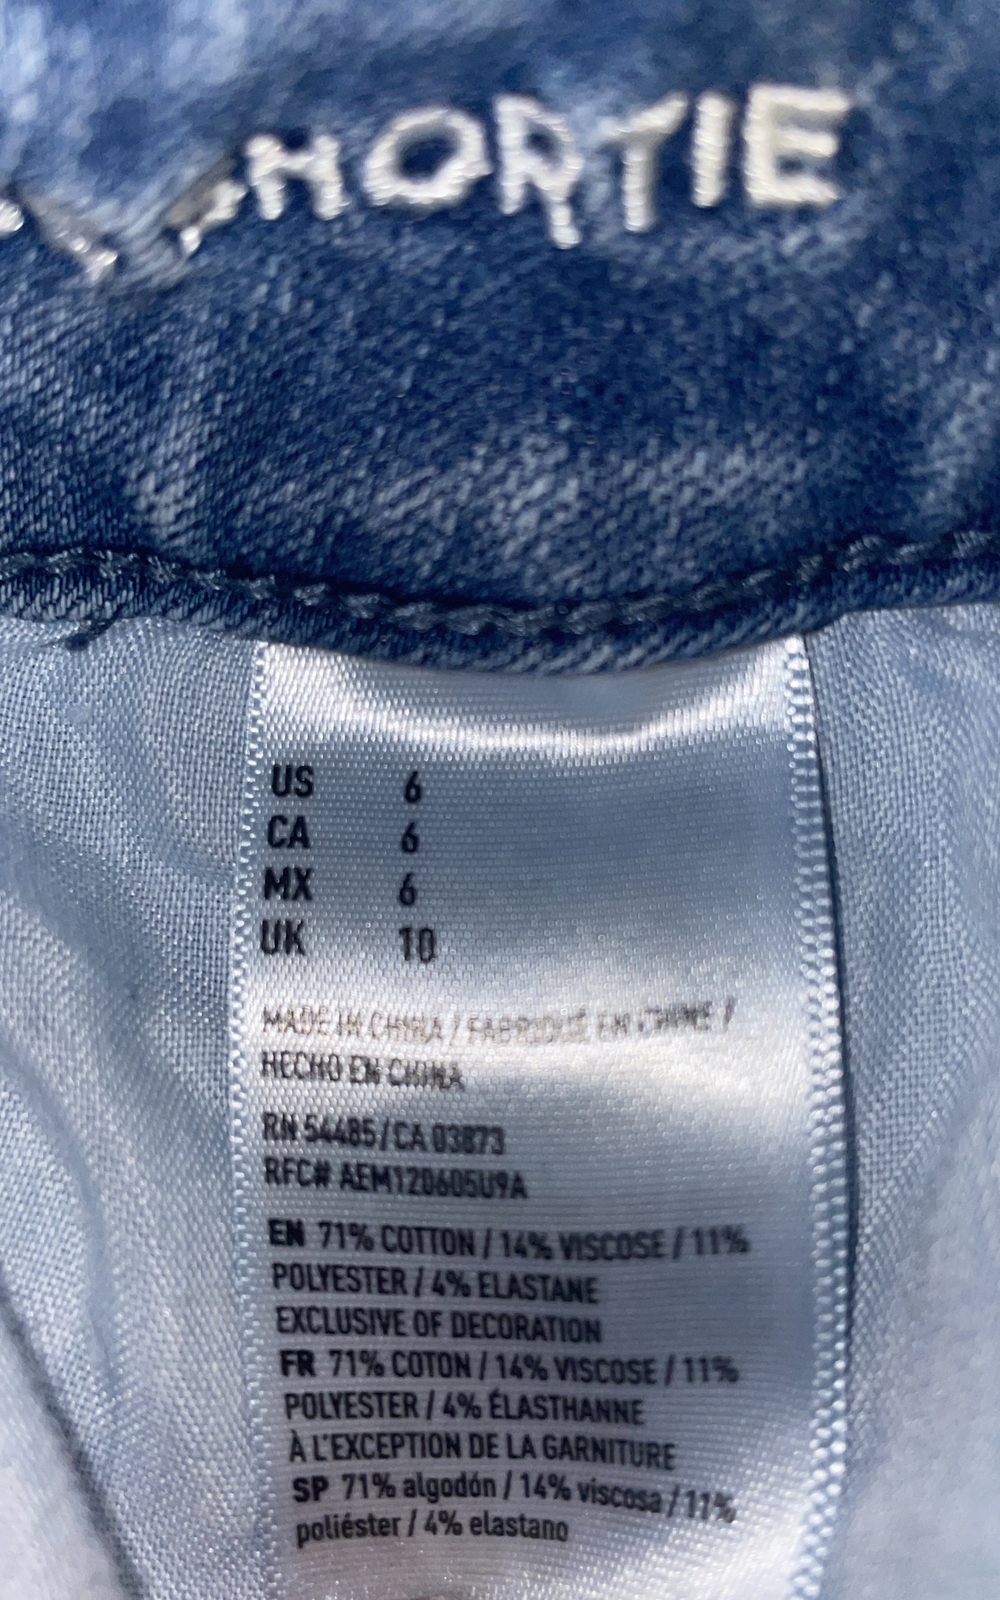 SHORTIE
US 6
CA 6
MX 6
UK 10
MADE IN CHINA / FABRIQUÉ EN CHINE /
HECHO EN CHINA
RN 54485 / CA 03873
RFC# AEM120605U9A
EN 71% COTTON / 14% VISCOSE / 11%
POLYESTER / 4% ELASTANE
EXCLUSIVE OF DECORATION
FR 71% COTON / 14% VISCOSE / 11%
POLYESTER / 4% ÉLASTHANNE
À L'EXCEPTION DE LA GARNITURE
SP 71% algodón / 14% viscosa / 11%
poliéster / 4% elastano